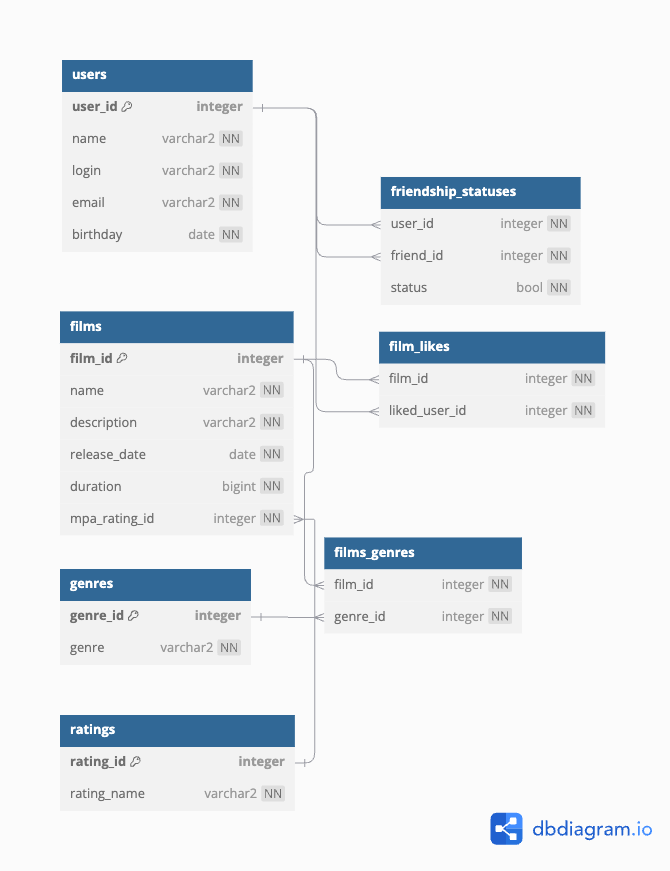 users
user_id integer
name varchar2 NN
login varchar2 NN
email varchar2 NN
birthday date NN
friendship_statuses
user_id integer NN
friend_id integer NN
status bool NN
films
film_id integer
name varchar2 NN
description varchar2 NN
release_date date NN
duration bigint NN
mpa_rating_id integer NN
film_likes
film_id integer NN
liked_user_id integer NN
films_genres
film_id integer NN
genre_id integer NN
genres
genre_id integer
genre varchar2 NN
ratings
rating_id integer
rating_name varchar2 NN
dbdiagram.io